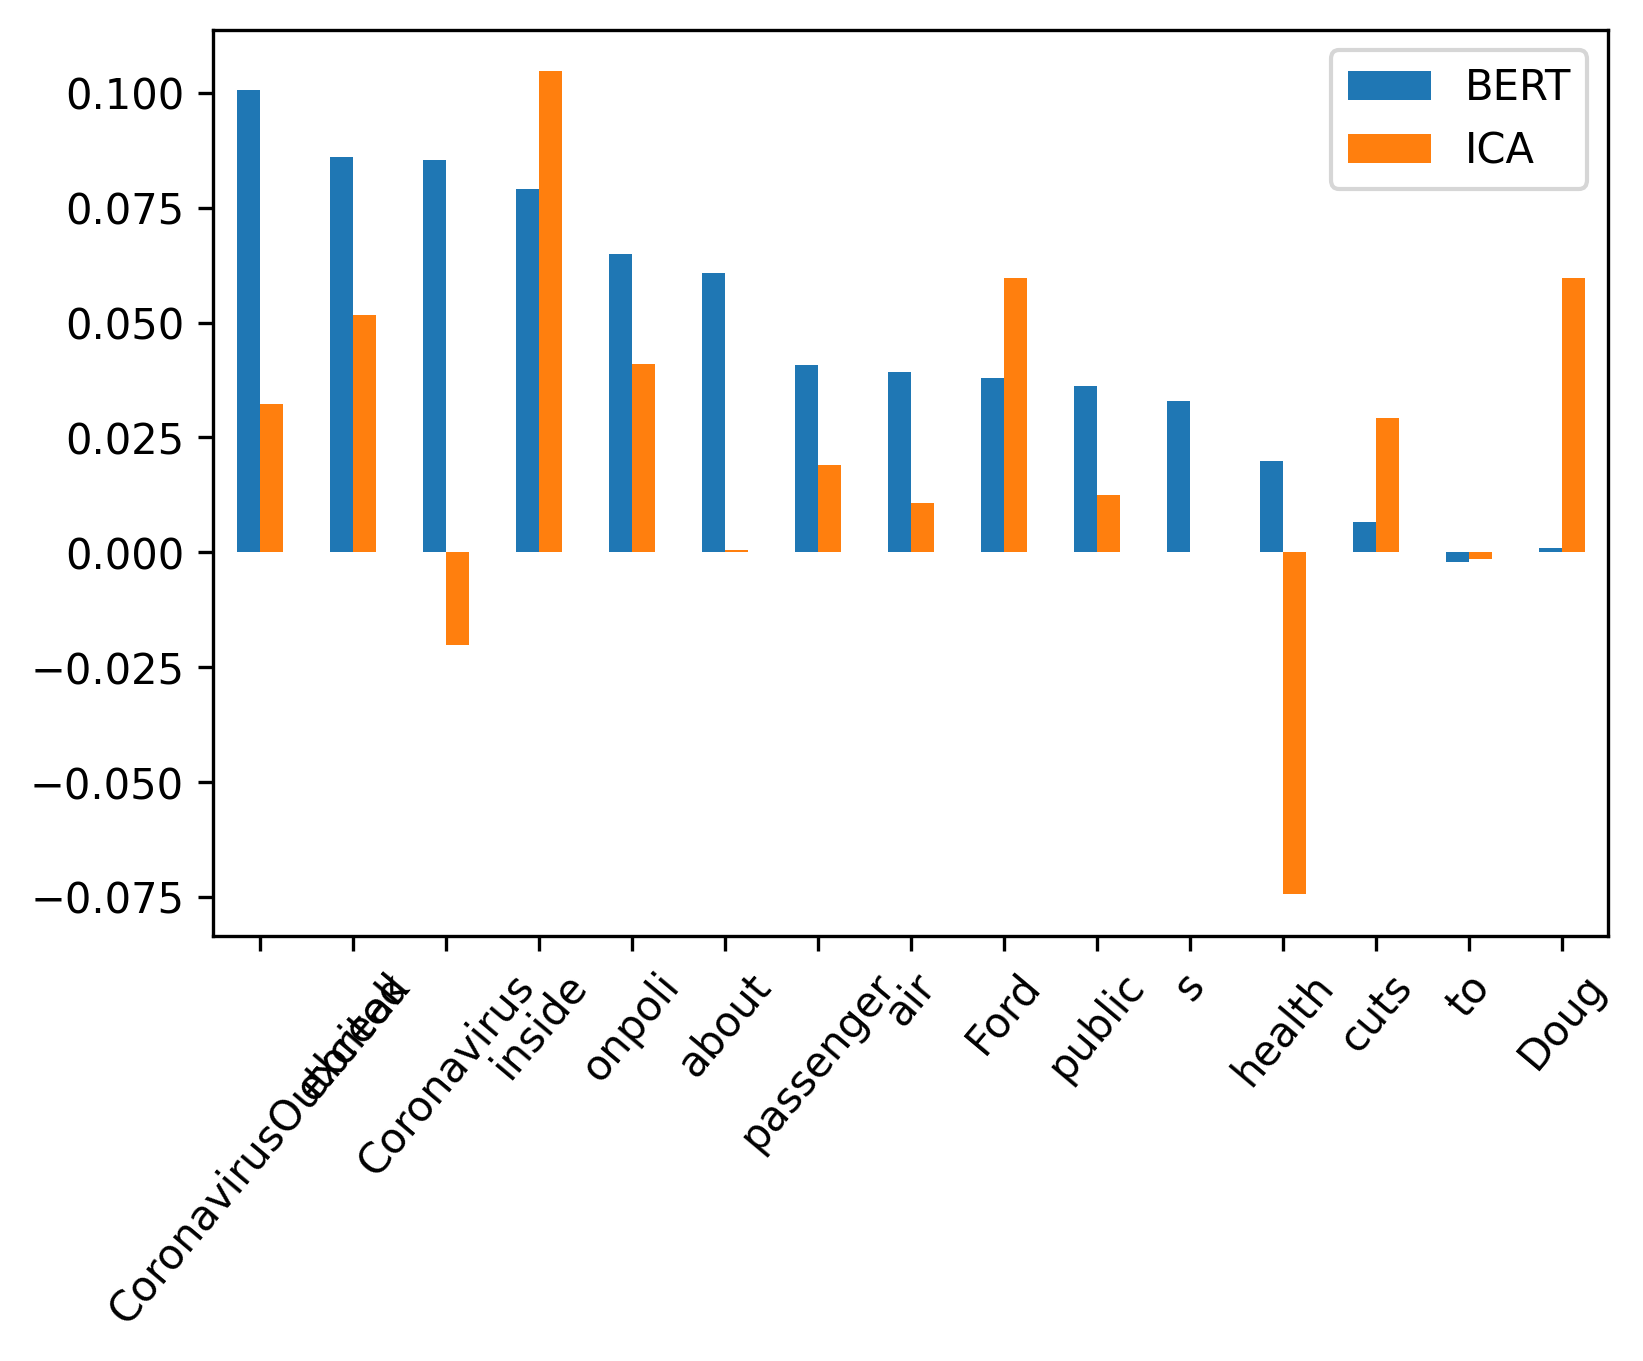 BERT
ICA
0.100
0.075
0.050
0.025
0.000
−0.025
−0.050
−0.075
CoronavirusOutbreak
excited
Coronavirus
inside
onpoli
about
passenger
air
Ford
public
s
health
cuts
to
Doug